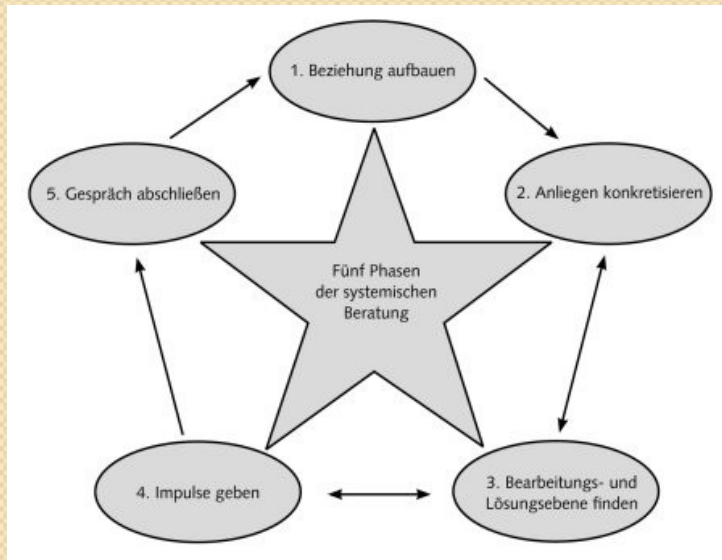 1. Beziehung aufbauen
2. Anliegen konkretisieren
3. Bearbeitungs- und
Lösungsebene finden
4. Impulse geben
5. Gespräch abschließen
Fünf Phasen
der systemischen
Beratung